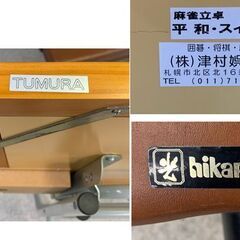 TUMURA
麻雀立卓
平和・スイ
囲碁・将棋・
(株)津村娯
札幌市北区北16
TEL (011)71
hikar